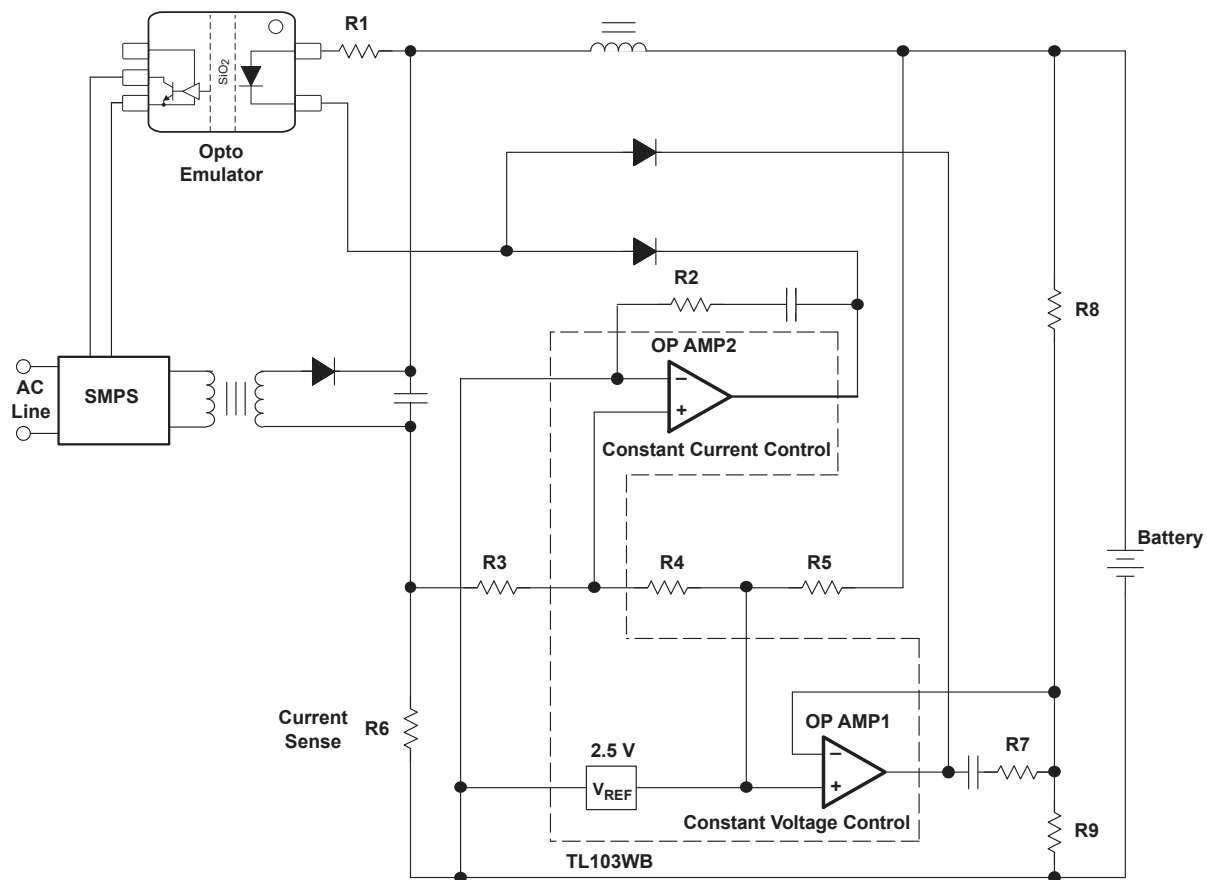 R1
SiO2
Opto
Emulator
R2
R8
OP AMP2
−
+
AC
Line
SMPS
Constant Current Control
Battery
R3
R4
R5
Current
Sense
R6
OP AMP1
R7
2.5 V
−
VREF
+
Constant Voltage Control
R9
TL103WB